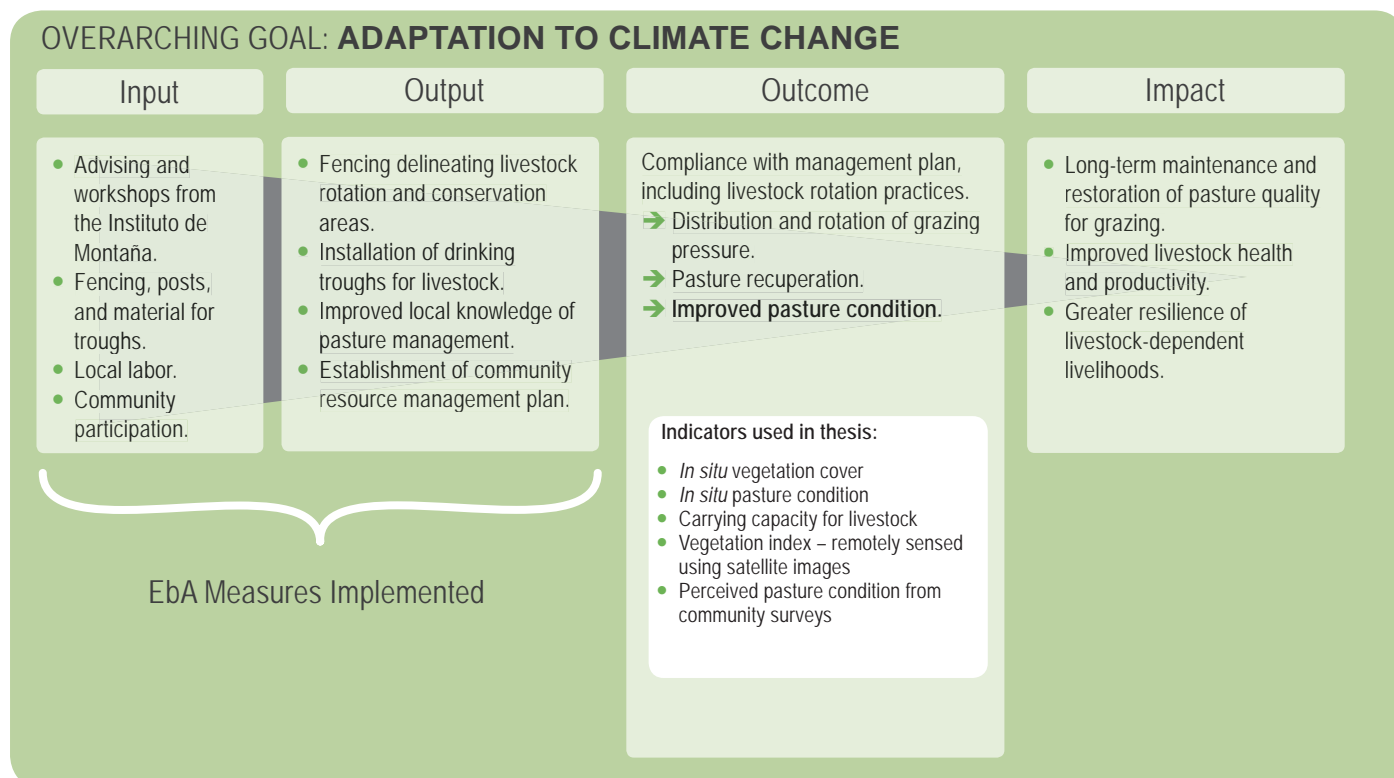 OVERARCHING GOAL: ADAPTATION TO CLIMATE CHANGE
Input
• Advising and
workshops from
the Instituto de
Montaña.
• Fencing, posts,
and material for
troughs.
• Local labor.
• Community
participation.
Output
• Fencing delineating livestock
rotation and conservation
areas.
• Installation of drinking
troughs for livestock.
• Improved local knowledge of
pasture management.
• Establishment of community
resource management plan.
EbA Measures Implemented
Outcome
Compliance with management plan,
including livestock rotation practices.
➔ Distribution and rotation of grazing
pressure.
➔ Pasture recuperation.
➔ Improved pasture condition.
Indicators used in thesis:
• In situ vegetation cover
• In situ pasture condition
• Carrying capacity for livestock
• Vegetation index – remotely sensed
using satellite images
• Perceived pasture condition from
community surveys
Impact
• Long-term maintenance and
restoration of pasture quality
for grazing.
• Improved livestock health
and productivity.
• Greater resilience of
livestock-dependent
livelihoods.